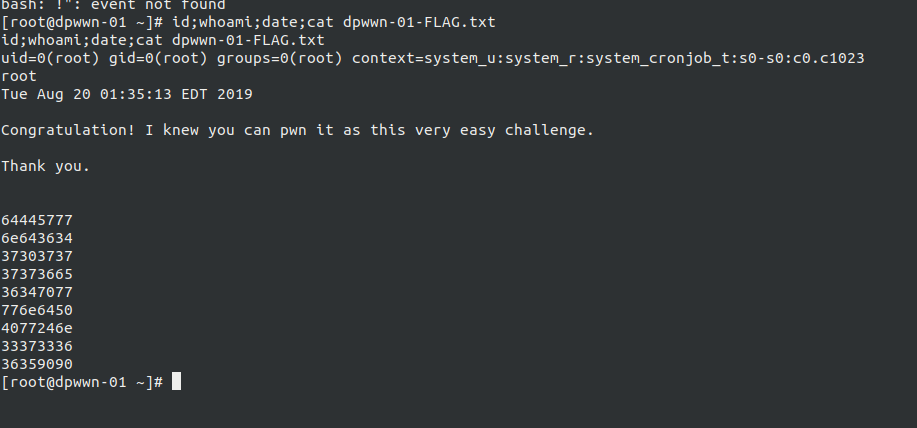 bash: !": event not found
[root@dpwwn-01 ~]# id;whoami;date;cat dpwwn-01-FLAG.txt
id;whoami;date;cat dpwwn-01-FLAG.txt
uid=0(root) gid=0(root) groups=0(root) context=system_u:system_r:system_cronjob_t:s0-s0:c0.c1023
root
Tue Aug 20 01:35:13 EDT 2019
Congratulation! I knew you can pwn it as this very easy challenge.
Thank you.
64445777
6e643634
37303737
37373665
36347077
776e6450
4077246e
33373336
36359090
[root@dpwwn-01 ~]#